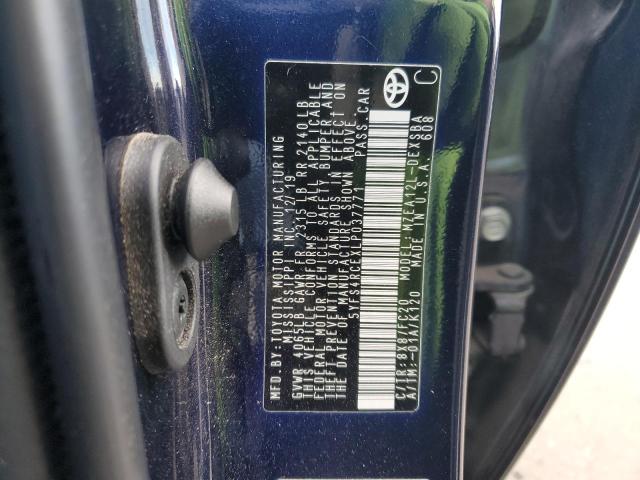 MFD.BY:TOYOTA MOTOR MANUFACTURING
MISSISSIPPI INC. 12/19
GVWR 4065LB GAWR FR 2315 LB RR 2140 LB
THIS VEHICLE CONFORMS TO ALL APPLICABLE
FEDERAL MOTOR VEHICLE SAFETY BUMPER AND
THEFT PREVENTION STANDARDS IN EFFECT ON
THE DATE OF MANUFACTURE SHOWN ABOVE.
5YFS4RCEXLP037771 PASS.CAR
C/TR:8X8/FC20 MODEL:MZEA12L-DEXSBA
A/TM:-01A/K120 MADE IN U.S.A. 608
C